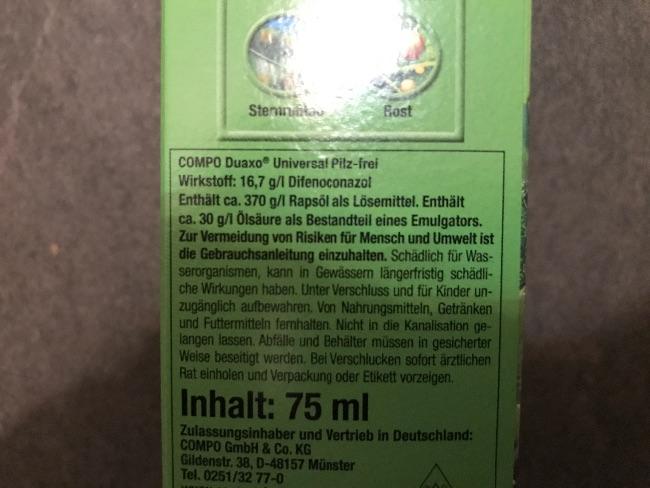 Rost
COMPO Duaxo® Universal Pilz-frei
Wirkstoff: 16,7 g/l Difenoconazol
Enthält ca. 370 g/l Rapsöl als Lösemittel. Enthält
ca. 30 g/l Ölsäure als Bestandteil eines Emulgators.
Zur Vermeidung von Risiken für Mensch und Umwelt ist
die Gebrauchsanleitung einzuhalten. Schädlich für Was-
serorganismen, kann in Gewässern längerfristig schädli-
che Wirkungen haben. Unter Verschluss und für Kinder un-
zugänglich aufbewahren. Von Nahrungsmitteln, Getränken
und Futtermitteln fernhalten. Nicht in die Kanalisation ge-
langen lassen. Abfälle und Behälter müssen in gesicherter
Weise beseitigt werden. Bei Verschlucken sofort ärztlichen
Rat einholen und Verpackung oder Etikett vorzeigen.
Inhalt: 75 ml
Zulassungsinhaber und Vertrieb in Deutschland:
COMPO GmbH & Co. KG
Gildenstr. 38, D-48157 Münster
Tel. 0251/32 77-0